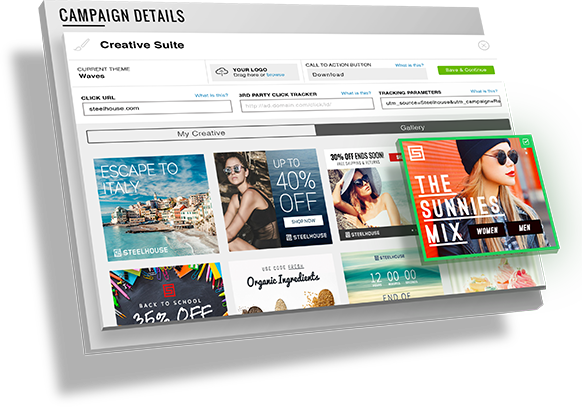 CAMPAIGN DETAILS
Creative Suite
CURRENT THEME
Waves
YOUR LOGO
Drag here or browse
CALL TO ACTION BUTTON
What is this?
Download
Save & Continue
CLICK URL
What is this?
steelhouse.com
3RD PARTY CLICK TRACKER
What is this?
http://ad.domain.com/clickid/
TRACKING PARAMETERS
What is this?
utm_source=Steelhouse&utm_campaign=Re
My Creative
Gallery
ESCAPE TO
ITALY
STEELHOUSE
UP TO
40%
OFF
SHOP NOW
STEELHOUSE
30% OFF ENDS SOON!
FREE SHIPPING & RETURNS
STEELHOUSE
THE
SUNNIES
MIX
WOMEN
MEN
BACK TO SCHOOL
35% OFF
USE CODE
Organic Ingredients
STEELHOUSE
12 00 00
END OF